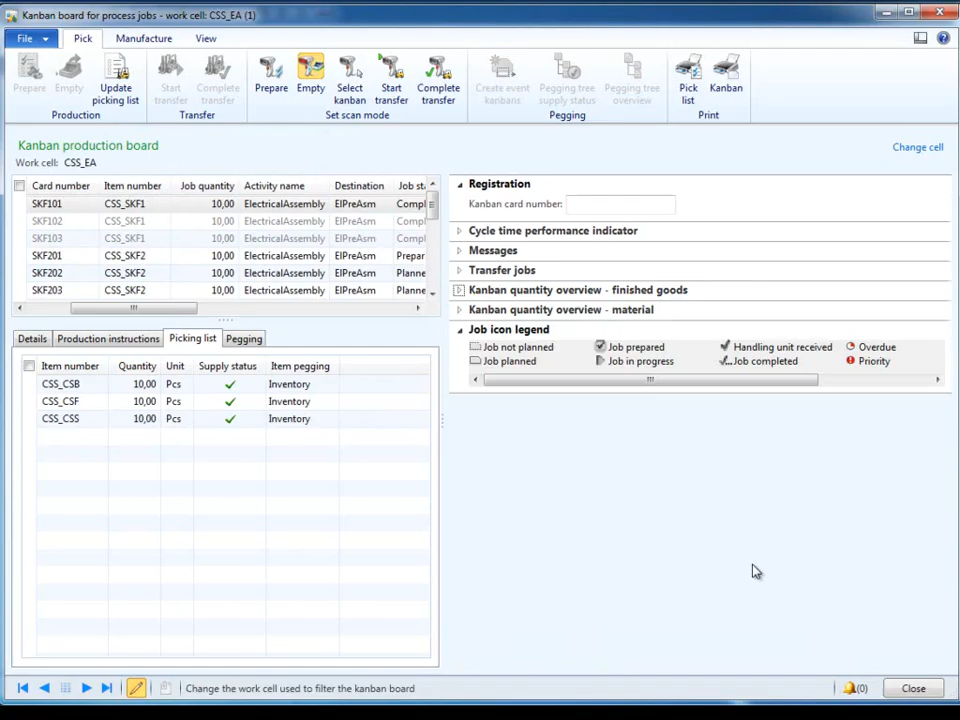 Kanban board for process jobs - work cell: CSS_EA (1)
File Pick Manufacture View
Prepare Empty Update picking list Start transfer Complete transfer Prepare Empty Select kanban Start transfer Complete transfer Create event kanbans Pegging tree supply status Pegging tree overview Pick list Kanban
Production Transfer Set scan mode Pegging Print
Kanban production board
Change cell
Work cell: CSS_EA
Card number Item number Job quantity Activity name Destination Job sta
SKF101 CSS_SKF1 10,00 ElectricalAssembly ElPreAsm Compl
SKF102 CSS_SKF1 10,00 ElectricalAssembly ElPreAsm Compl
SKF103 CSS_SKF1 10,00 ElectricalAssembly ElPreAsm Compl
SKF201 CSS_SKF2 10,00 ElectricalAssembly ElPreAsm Prepar
SKF202 CSS_SKF2 10,00 ElectricalAssembly ElPreAsm Planne
SKF203 CSS_SKF2 10,00 ElectricalAssembly ElPreAsm Planne
Details Production instructions Picking list Pegging
Item number Quantity Unit Supply status Item pegging
CSS_CSB 10,00 Pcs Inventory
CSS_CSF 10,00 Pcs Inventory
CSS_CSS 10,00 Pcs Inventory
Registration
Kanban card number:
Cycle time performance indicator
Messages
Transfer jobs
Kanban quantity overview - finished goods
Kanban quantity overview - material
Job icon legend
Job not planned Job prepared Handling unit received Overdue
Job planned Job in progress Job completed Priority
Change the work cell used to filter the kanban board
(0) Close